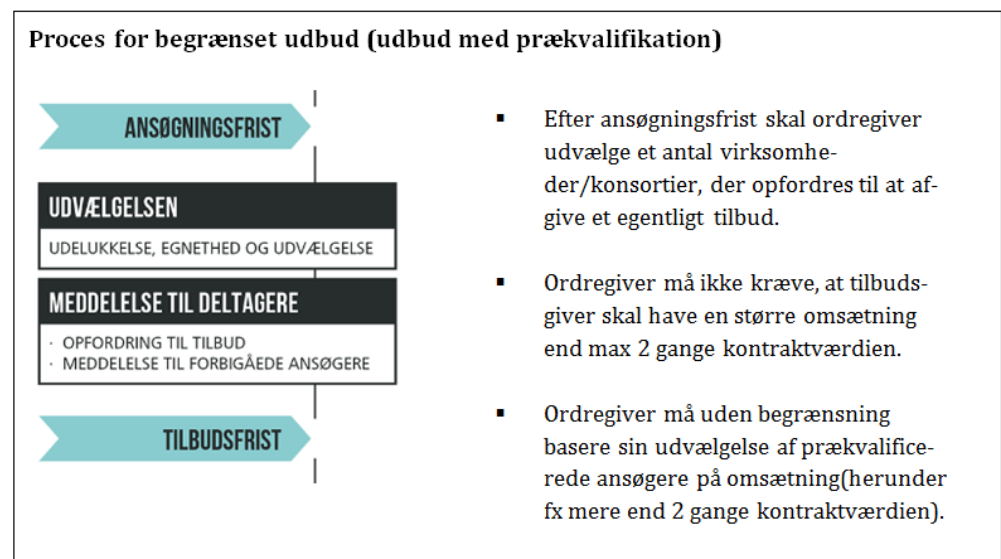 Proces for begrænset udbud (udbud med prækvalifikation)
ANSØGNINGSFRIST
UDVÆLGELSEN
UDELUKKELSE, EGNETHED OG UDVÆLGELSE
MEDDELELSE TIL DELTAGERE
· OPFORDRING TIL TILBUD
· MEDDELELSE TIL FORBIGÅEDE ANSØGERE
TILBUDSFRIST
▪ Efter ansøgningsfrist skal ordregiver
udvælge et antal virksomhe-
der/konsortier, der opfordres til at af-
give et egentligt tilbud.
▪ Ordregiver må ikke kræve, at tilbuds-
giver skal have en større omsætning
end max 2 gange kontraktværdien.
▪ Ordregiver må uden begrænsning
basere sin udvælgelse af prækvalifice-
rede ansøgere på omsætning(herunder
fx mere end 2 gange kontraktværdien).